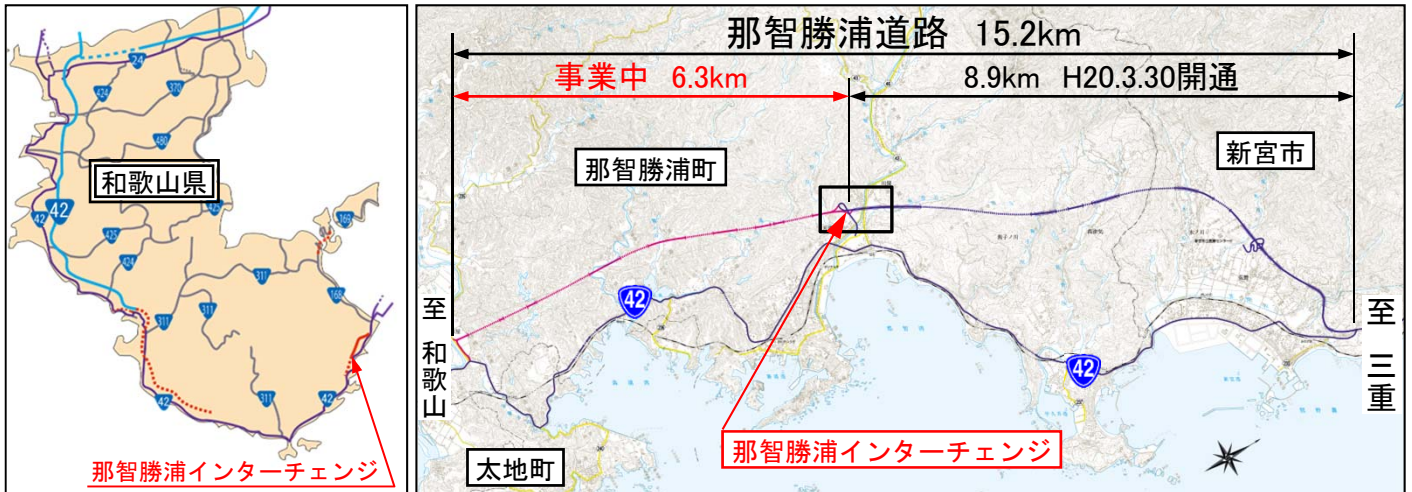 24
424
370
480
和歌山県
42
42
425
425
424
169
311
168
311
311
42
311
42
那智勝浦インターチェンジ
那智勝浦道路 15.2km
事業中 6.3km
8.9km H20.3.30開通
那智勝浦町
新宮市
42
42
至 和歌山
至 三重
那智勝浦インターチェンジ
太地町